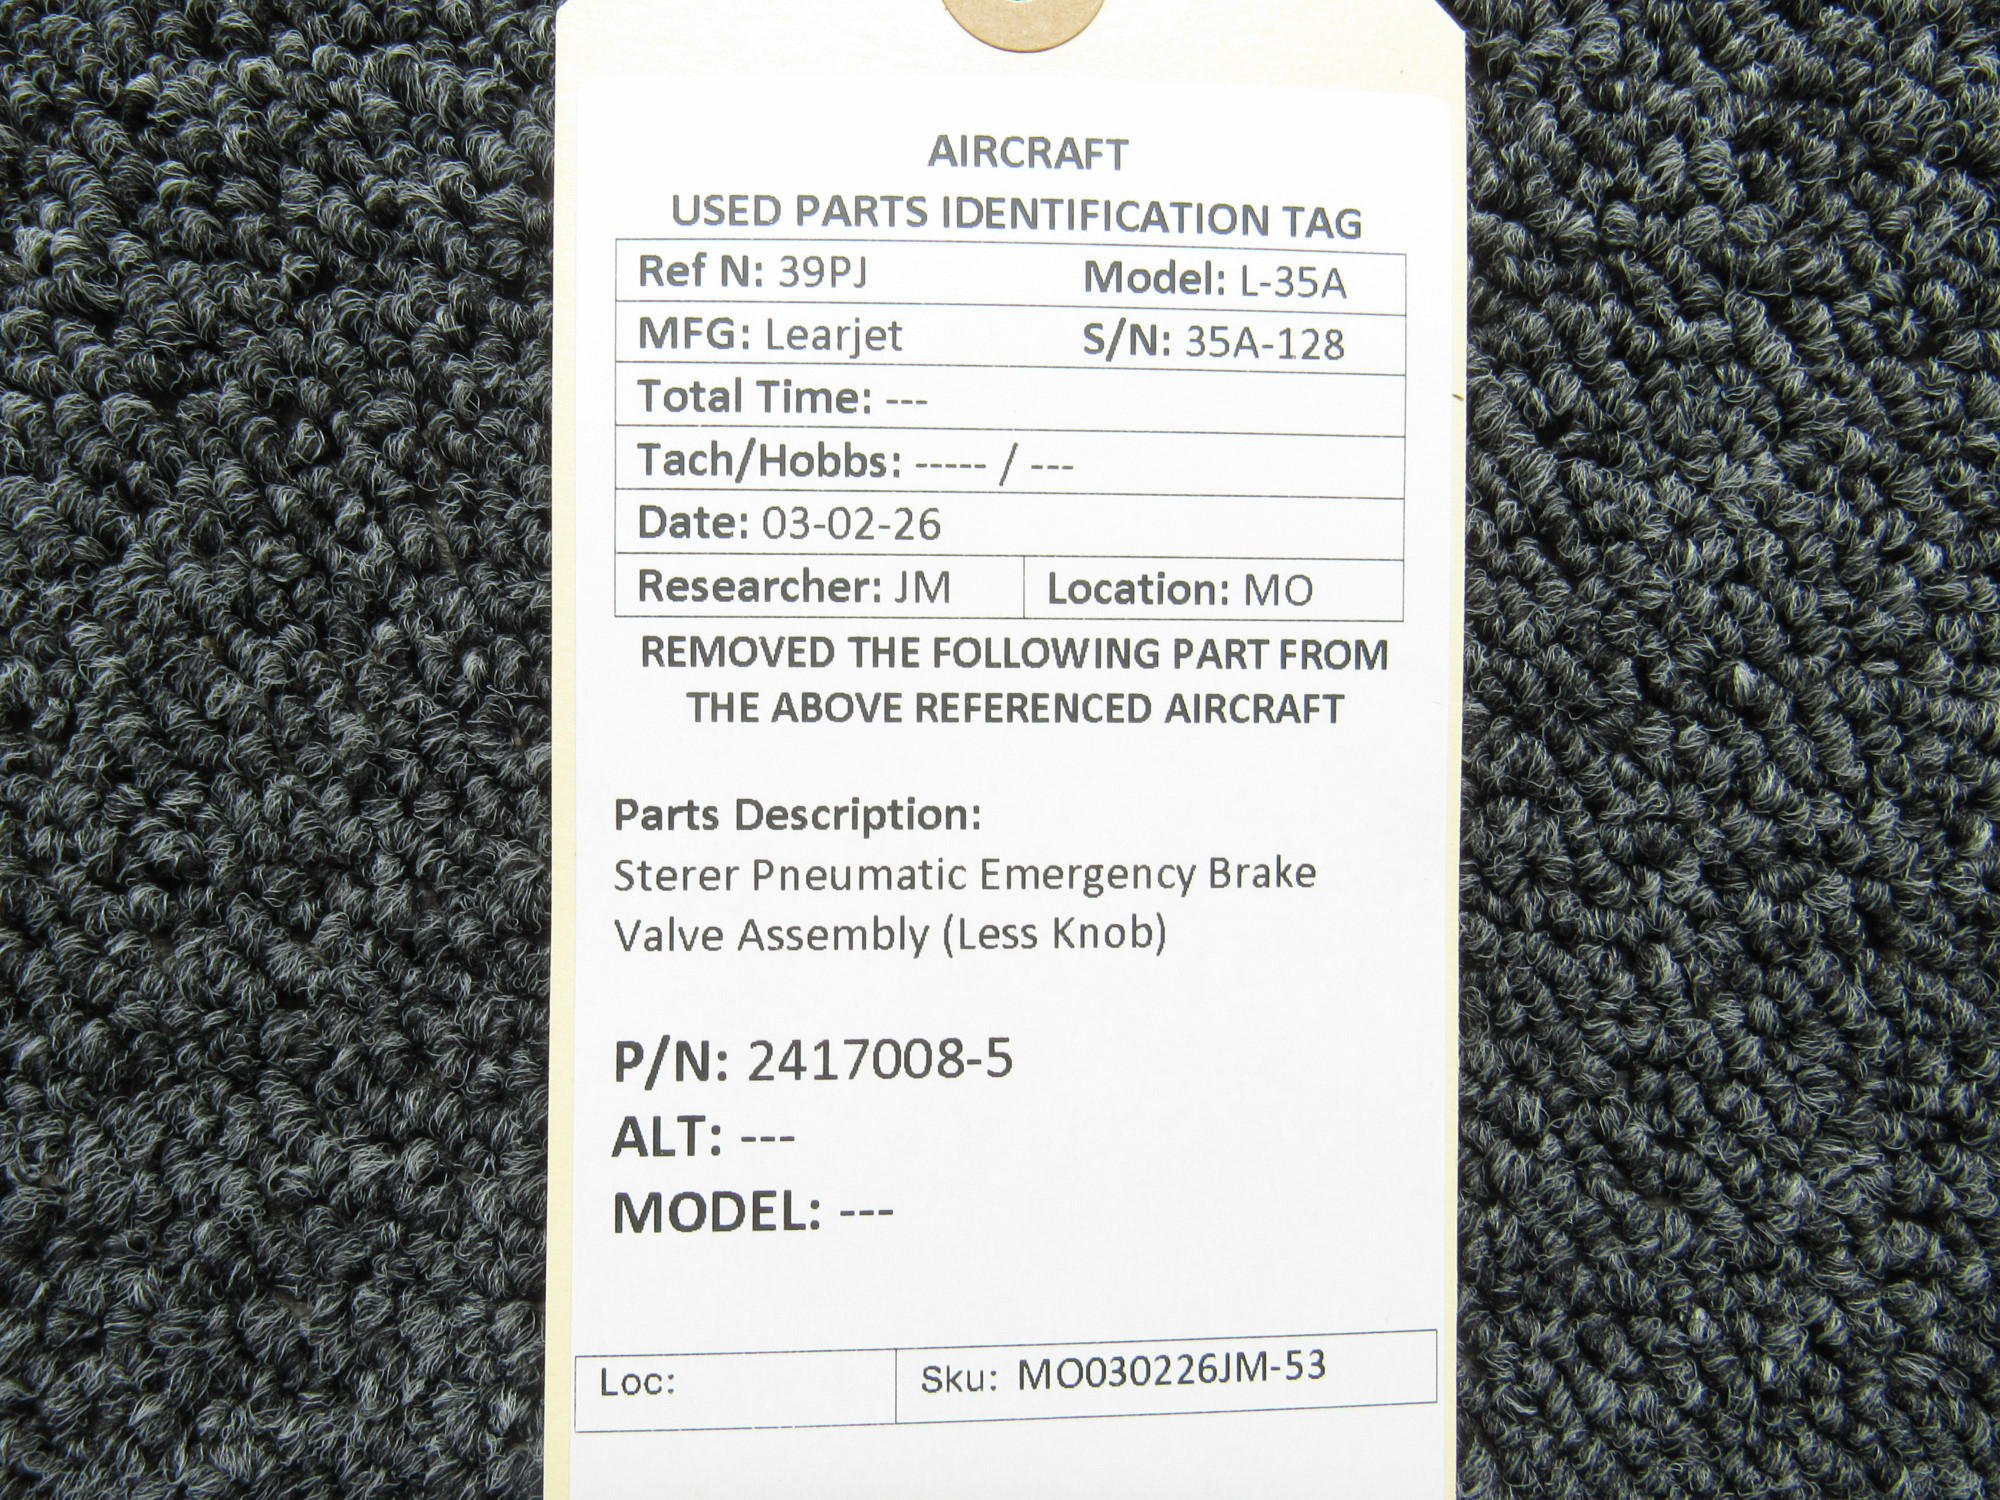 AIRCRAFT
USED PARTS IDENTIFICATION TAG
Ref N: 39PJ Model: L-35A
MFG: Learjet S/N: 35A-128
Total Time: ---
Tach/Hobbs: ----- / ---
Date: 03-02-26
Researcher: JM Location: MO
REMOVED THE FOLLOWING PART FROM
THE ABOVE REFERENCED AIRCRAFT
Parts Description:
Sterer Pneumatic Emergency Brake
Valve Assembly (Less Knob)
P/N: 2417008-5
ALT: ---
MODEL: ---
Loc: Sku: MO030226JM-53